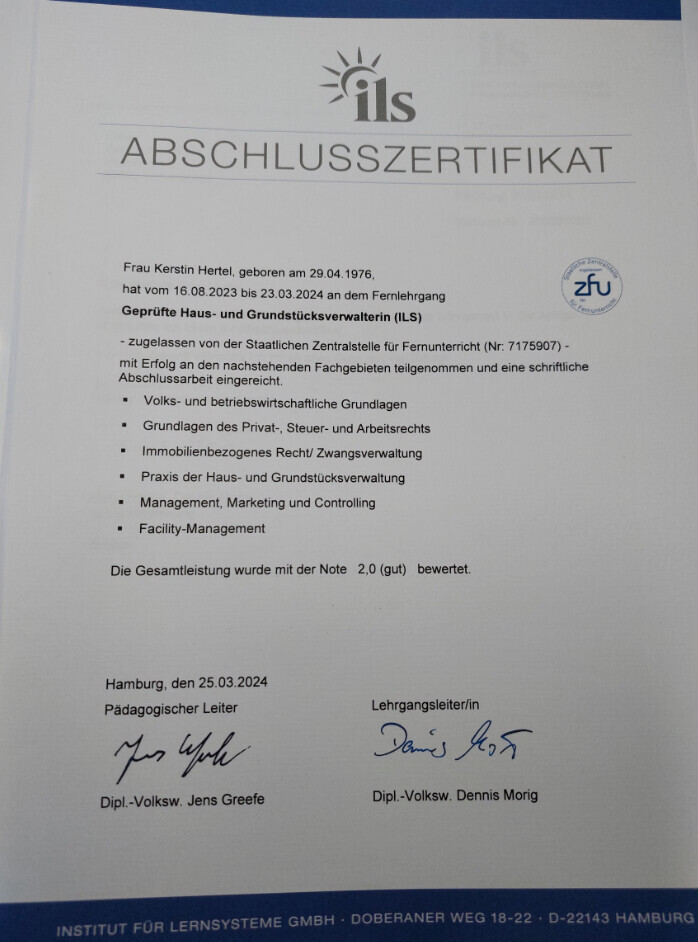 ils
ABSCHLUSSZERTIFIKAT
Frau Kerstin Hertel, geboren am 29.04.1976,
hat vom 16.08.2023 bis 23.03.2024 an dem Fernlehrgang
Geprüfte Haus- und Grundstücksverwalterin (ILS)
Staatliche Zentralstelle
zfu
für Fernunterricht
- zugelassen von der Staatlichen Zentralstelle für Fernunterricht (Nr: 7175907) -
mit Erfolg an den nachstehenden Fachgebieten teilgenommen und eine schriftliche
Abschlussarbeit eingereicht.
▪ Volks- und betriebswirtschaftliche Grundlagen
▪ Grundlagen des Privat-, Steuer- und Arbeitsrechts
▪ Immobilienbezogenes Recht/ Zwangsverwaltung
▪ Praxis der Haus- und Grundstücksverwaltung
▪ Management, Marketing und Controlling
▪ Facility-Management
Die Gesamtleistung wurde mit der Note 2,0 (gut) bewertet.
Hamburg, den 25.03.2024
Pädagogischer Leiter
Lehrgangsleiter/in
Dipl.-Volksw. Jens Greefe
Dipl.-Volksw. Dennis Morig
INSTITUT FÜR LERNSYSTEME GMBH · DOBERANER WEG 18-22 · D-22143 HAMBURG